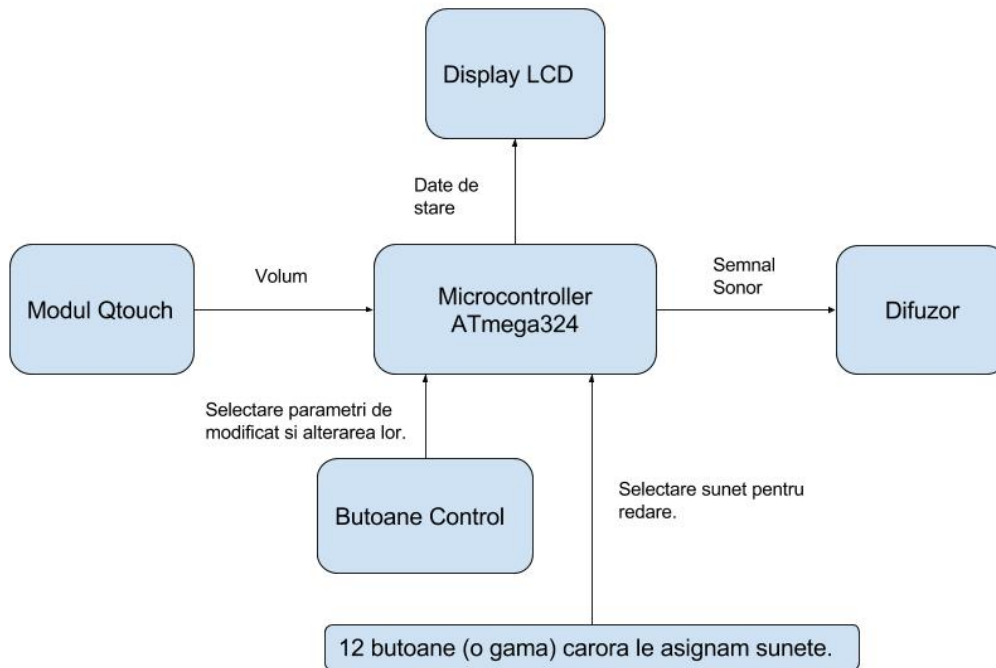 Display LCD
Date de
stare
Modul Qtouch
Volum
Microcontroller
ATmega324
Semnal
Sonor
Difuzor
Selectare parametri de
modificat si alterarea lor.
Butoane Control
Selectare sunet pentru
redare.
12 butoane (o gama) carora le asignam sunete.